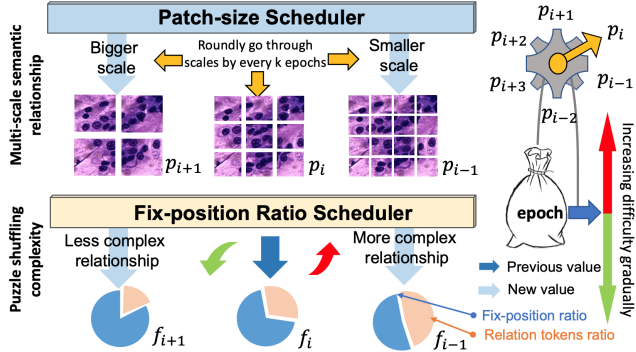 Patch-size Scheduler
Multi-scale semantic
relationship
Bigger
scale
Roundly go through
scales by every k epochs
Smaller
scale
p_{i+1}
p_i
p_{i-1}
p_{i+1}
p_i
p_{i+2}
p_{i+3}
p_{i-1}
p_{i-2}
epoch
Increasing difficulty gradually
Puzzle shuffling
complexity
Fix-position Ratio Scheduler
Less complex
relationship
More complex
relationship
f_{i+1}
f_i
f_{i-1}
Previous value
New value
Fix-position ratio
Relation tokens ratio